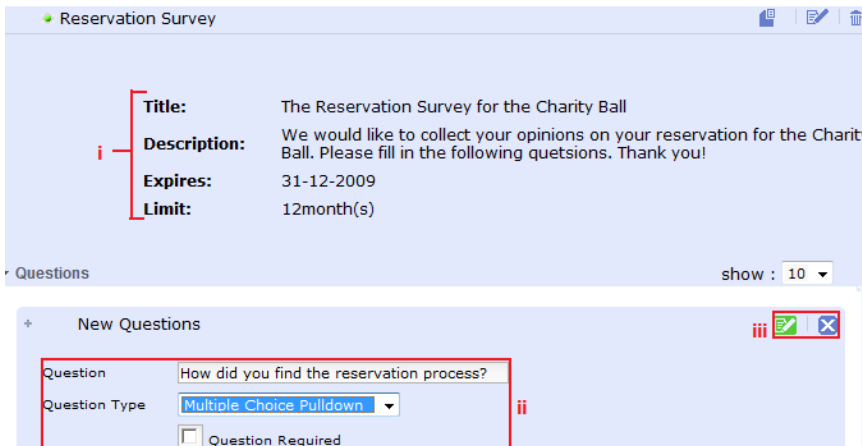 Reservation Survey
Title: The Reservation Survey for the Charity Ball
i
Description: We would like to collect your opinions on your reservation for the Charit
Ball. Please fill in the following quetsions. Thank you!
Expires: 31-12-2009
Limit: 12month(s)
Questions show : 10
New Questions iii
Question How did you find the reservation process?
Question Type Multiple Choice Pulldown ii
Question Required